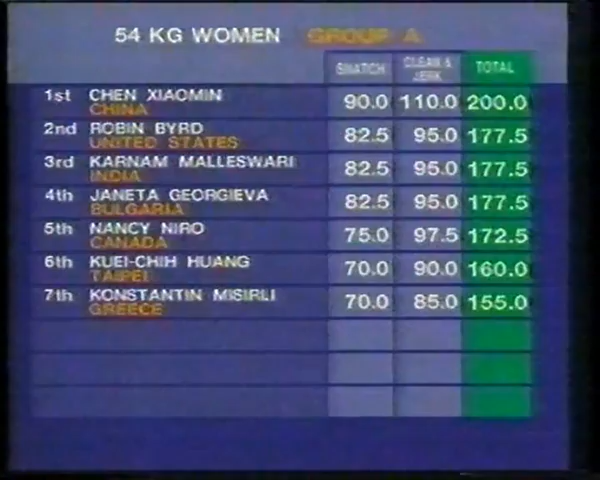 54 KG WOMEN GROUP A
SNATCH CLEAN & JERK TOTAL
1st CHEN XIAOMIN 90.0 110.0 200.0
CHINA
2nd ROBIN BYRD 82.5 95.0 177.5
UNITED STATES
3rd KARNAM MALLESWARI 82.5 95.0 177.5
INDIA
4th JANETA GEORGIEVA 82.5 95.0 177.5
BULGARIA
5th NANCY NIRO 75.0 97.5 172.5
CANADA
6th KUEI-CHIH HUANG 70.0 90.0 160.0
TAIPEI
7th KONSTANTIN MISIRLI 70.0 85.0 155.0
GREECE